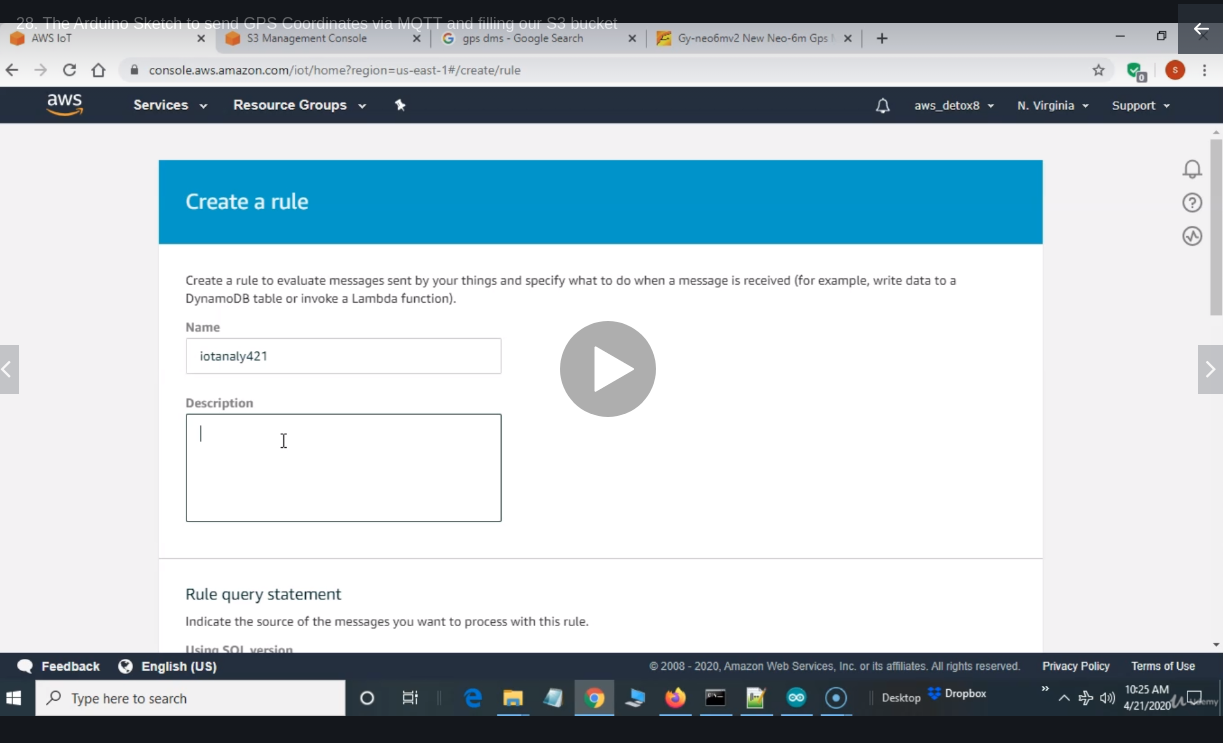 28. The Arduino Sketch to send GPS Coordinates via MQTT and filling our S3 bucket
AWS IoT
S3 Management Console
gps dms - Google Search
Gy-neo6mv2 New Neo-6m Gps
console.aws.amazon.com/iot/home?region=us-east-1#/create/rule
0
S
aws
Services
Resource Groups
aws_detox8
N. Virginia
Support
Create a rule
Create a rule to evaluate messages sent by your things and specify what to do when a message is received (for example, write data to a
DynamoDB table or invoke a Lambda function).
Name
iotanaly421
Description
Rule query statement
Indicate the source of the messages you want to process with this rule.
Using SQL version
Feedback
English (US)
© 2008 - 2020, Amazon Web Services, Inc. or its affiliates. All rights reserved.
Privacy Policy
Terms of Use
Type here to search
Desktop
Dropbox
10:25 AM
4/21/2020
Udemy